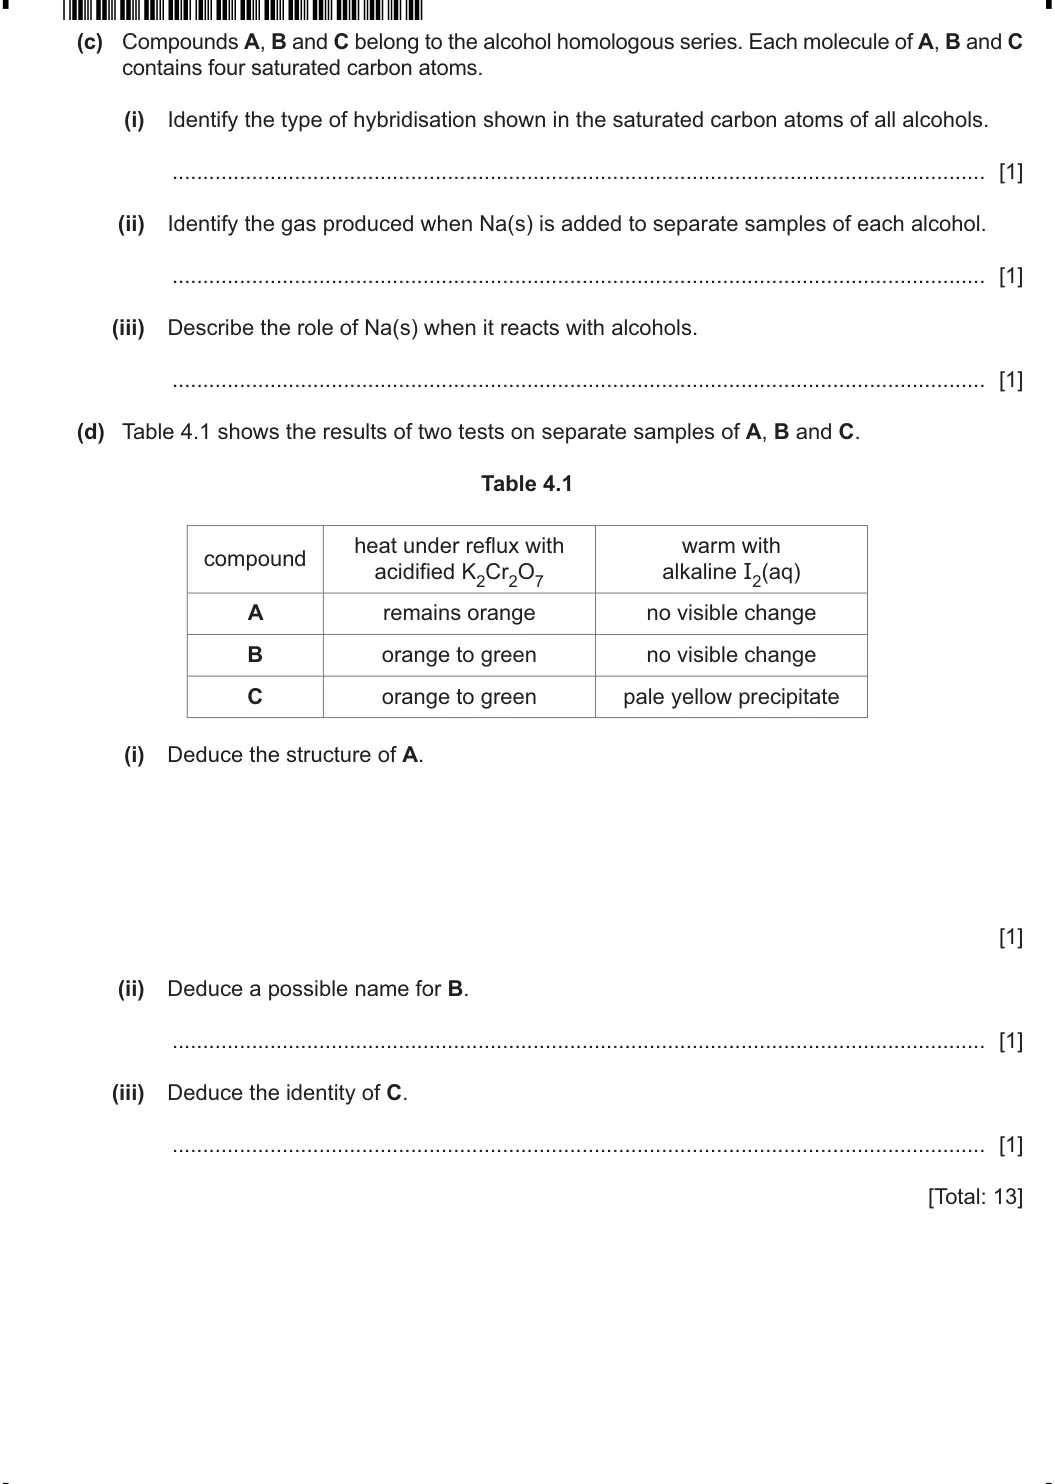 (c) Compounds A, B and C belong to the alcohol homologous series. Each molecule of A, B and C
contains four saturated carbon atoms.
(i) Identify the type of hybridisation shown in the saturated carbon atoms of all alcohols.
[1]
(ii) Identify the gas produced when Na(s) is added to separate samples of each alcohol.
[1]
(iii) Describe the role of Na(s) when it reacts with alcohols.
[1]
(d) Table 4.1 shows the results of two tests on separate samples of A, B and C.
Table 4.1
compound heat under reflux with acidified K2Cr2O7 warm with alkaline I2(aq)
A remains orange no visible change
B orange to green no visible change
C orange to green pale yellow precipitate
(i) Deduce the structure of A.
[1]
(ii) Deduce a possible name for B.
[1]
(iii) Deduce the identity of C.
[1]
[Total: 13]